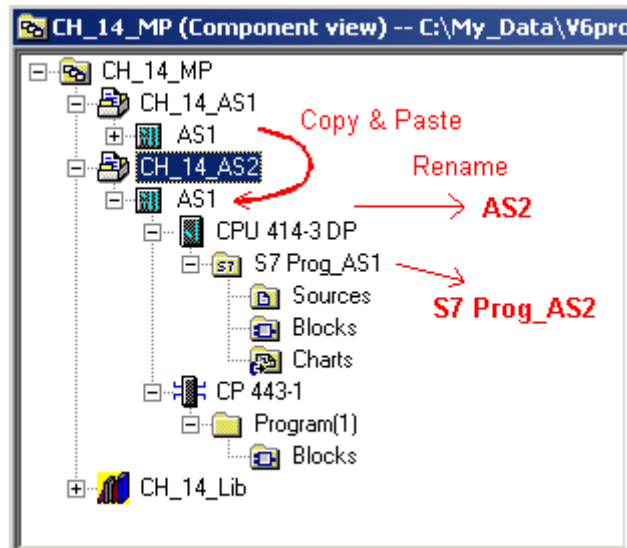 CH_14_MP (Component view) -- C:\My_Data\V6pro
CH_14_MP
CH_14_AS1
Copy & Paste
AS1
CH_14_AS2
Rename
AS1
AS2
CPU 414-3 DP
S7 Prog_AS1
S7 Prog_AS2
Sources
Blocks
Charts
CP 443-1
Program(1)
Blocks
CH_14_Lib